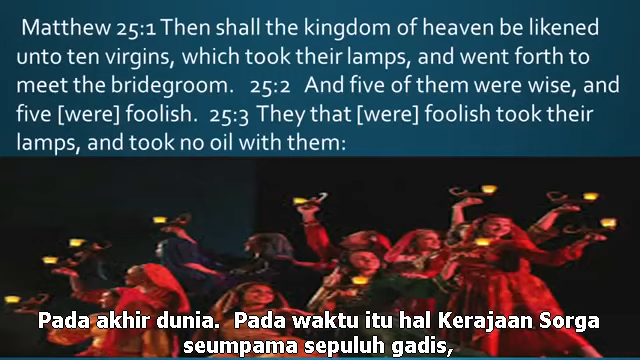 Matthew 25:1 Then shall the kingdom of heaven be likened
unto ten virgins, which took their lamps, and went forth to
meet the bridegroom. 25:2 And five of them were wise, and
five [were] foolish. 25:3 They that [were] foolish took their
lamps, and took no oil with them:
Pada akhir dunia. Pada waktu itu hal Kerajaan Sorga
seumpama sepuluh gadis,